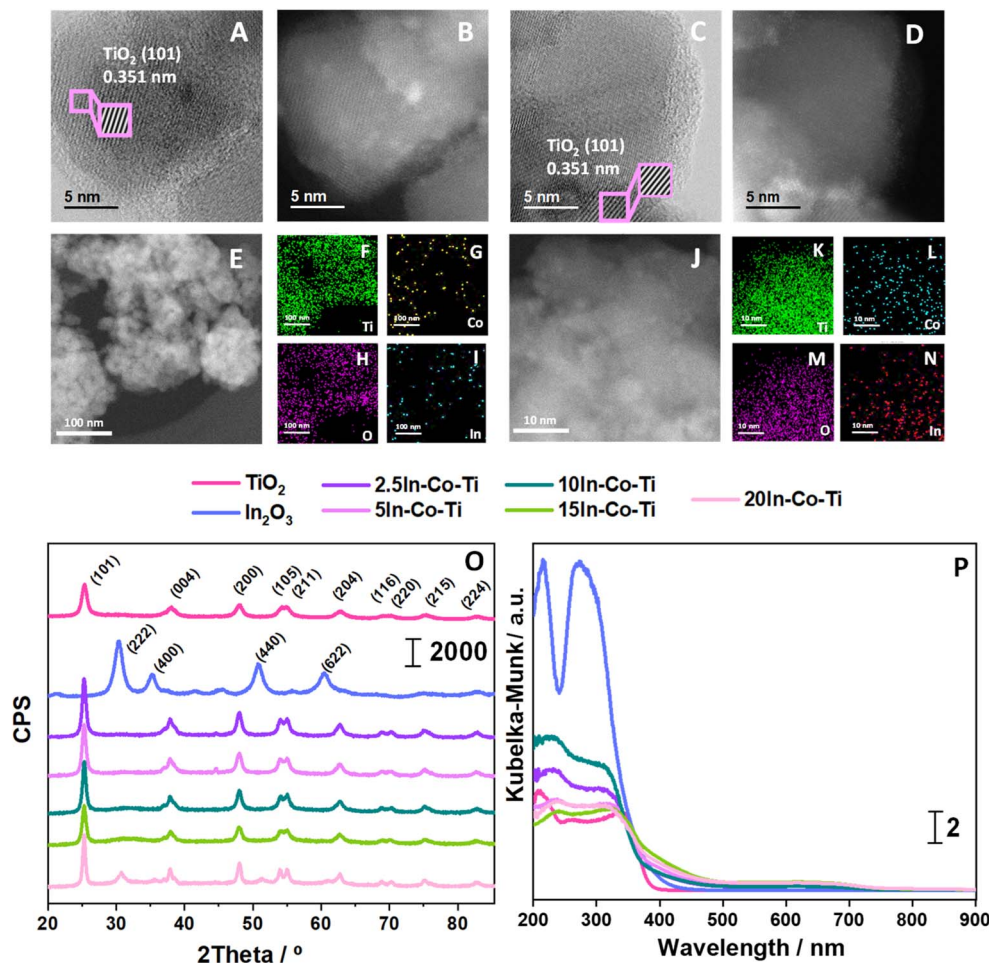 A
TiO₂ (101)
0.351 nm
5 nm
B
5 nm
C
TiO₂ (101)
0.351 nm
5 nm
D
5 nm
E
100 nm
F
100 nm
Ti
G
100 nm
Co
H
100 nm
O
I
100 nm
In
J
10 nm
K
10 nm
Ti
L
10 nm
Co
M
10 nm
O
N
10 nm
In
TiO₂
2.5In-Co-Ti
10In-Co-Ti
20In-Co-Ti
In₂O₃
5In-Co-Ti
15In-Co-Ti
O
(101)
(004)
(200)
(105)
(211)
(204)
(116)
(220)
(215)
(224)
(222)
(400)
(440)
(622)
2000
CPS
20 30 40 50 60 70 80
2Theta / º
P
Kubelka-Munk / a.u.
2
200 300 400 500 600 700 800 900
Wavelength / nm